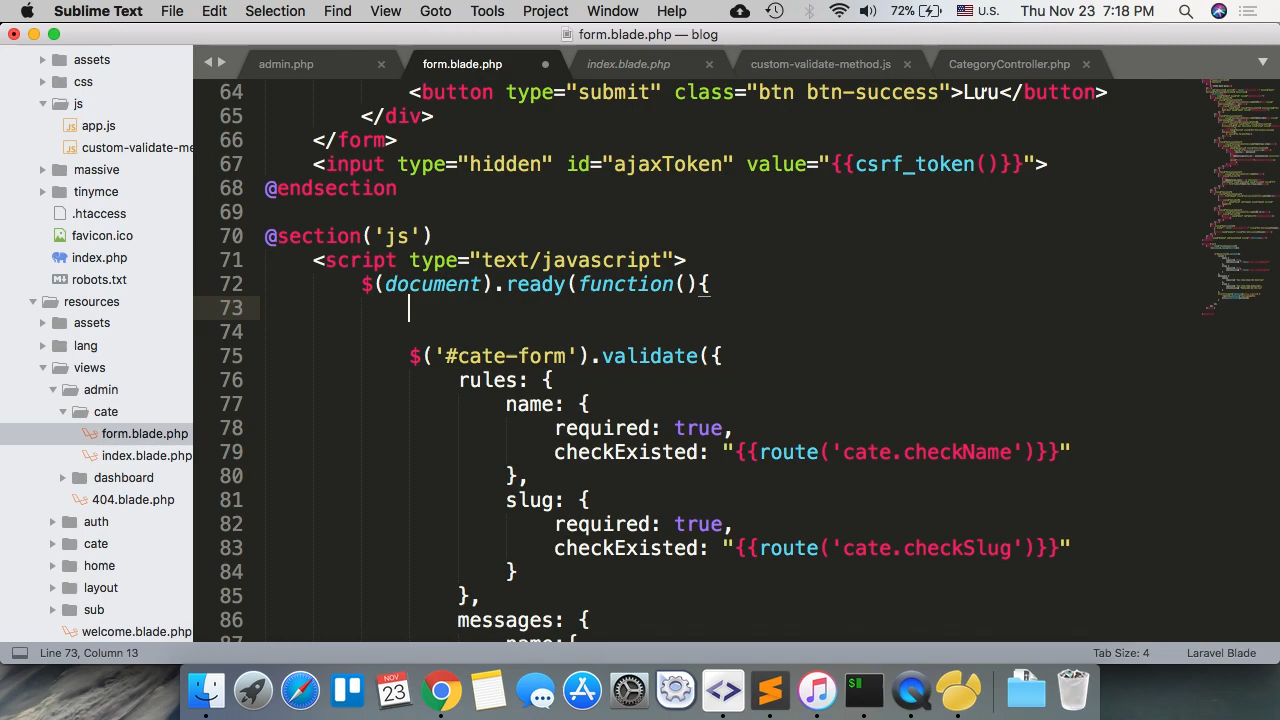 Sublime Text File Edit Selection Find View Goto Tools Project Window Help 72% U.S. Thu Nov 23 7:18 PM
form.blade.php — blog
assets
css
js
app.js
custom-validate-me
massive
tinymce
.htaccess
favicon.ico
index.php
robots.txt
resources
assets
lang
views
admin
cate
form.blade.php
index.blade.php
dashboard
404.blade.php
auth
cate
home
layout
sub
welcome.blade.php
admin.php form.blade.php index.blade.php custom-validate-method.js CategoryController.php
64 <button type="submit" class="btn btn-success">Lưu</button>
65 </div>
66 </form>
67 <input type="hidden" id="ajaxToken" value="{{csrf_token()}}">
68 @endsection
69
70 @section('js')
71 <script type="text/javascript">
72 $(document).ready(function(){
73
74
75 $('#cate-form').validate({
76 rules: {
77 name: {
78 required: true,
79 checkExisted: "{{route('cate.checkName')}}"
80 },
81 slug: {
82 required: true,
83 checkExisted: "{{route('cate.checkSlug')}}"
84 }
85 },
86 messages: {
87 name:{
Line 73, Column 13 Tab Size: 4 Laravel Blade
NOV
23